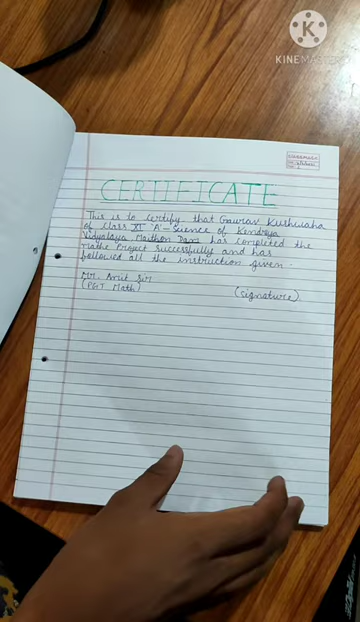 K
KINEMASTER
CLASSMATE
CERTIFICATE
This is to certify that Gaurav Kushwaha
of class XI 'A'- Science of Kendriya
Vidyalaya Maithon Dam has completed the
Maths Project successfully and has
followed all the instruction given.
Mr. Amit Sir
(PGT Math)
(signature)